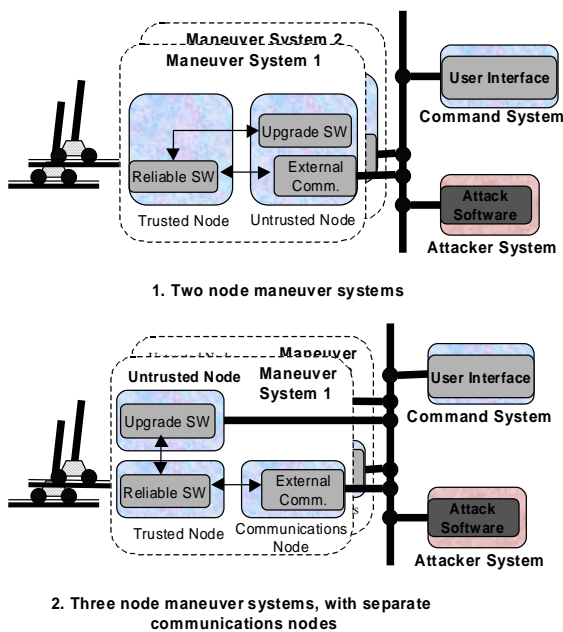 Maneuver System 2
Maneuver System 1
User Interface
Command System
Upgrade SW
Reliable SW
External
Comm.
Trusted Node
Untrusted Node
Attack
Software
Attacker System
1. Two node maneuver systems
Maneuver
Untrusted Node
Maneuver
System 1
User Interface
Command System
Upgrade SW
Reliable SW
External
Comm.
s
Trusted Node
Communications
Node
Attack
Software
Attacker System
2. Three node maneuver systems, with separate
communications nodes